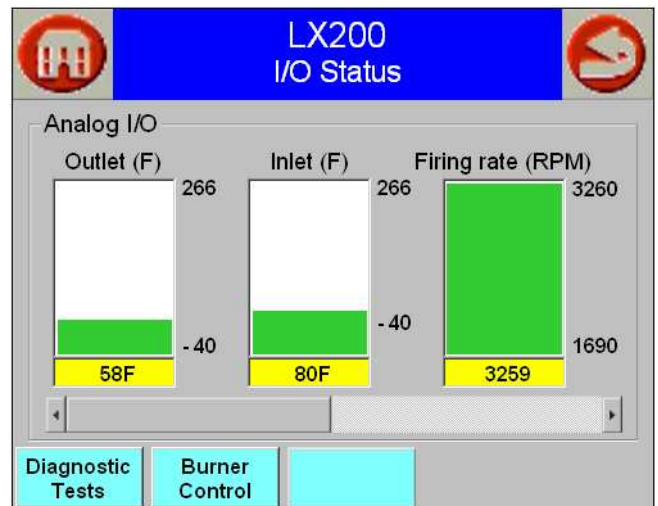 LX200
I/O Status
Analog I/O
Outlet (F)
266
- 40
58F
Inlet (F)
266
- 40
80F
Firing rate (RPM)
3260
1690
3259
Diagnostic
Tests
Burner
Control